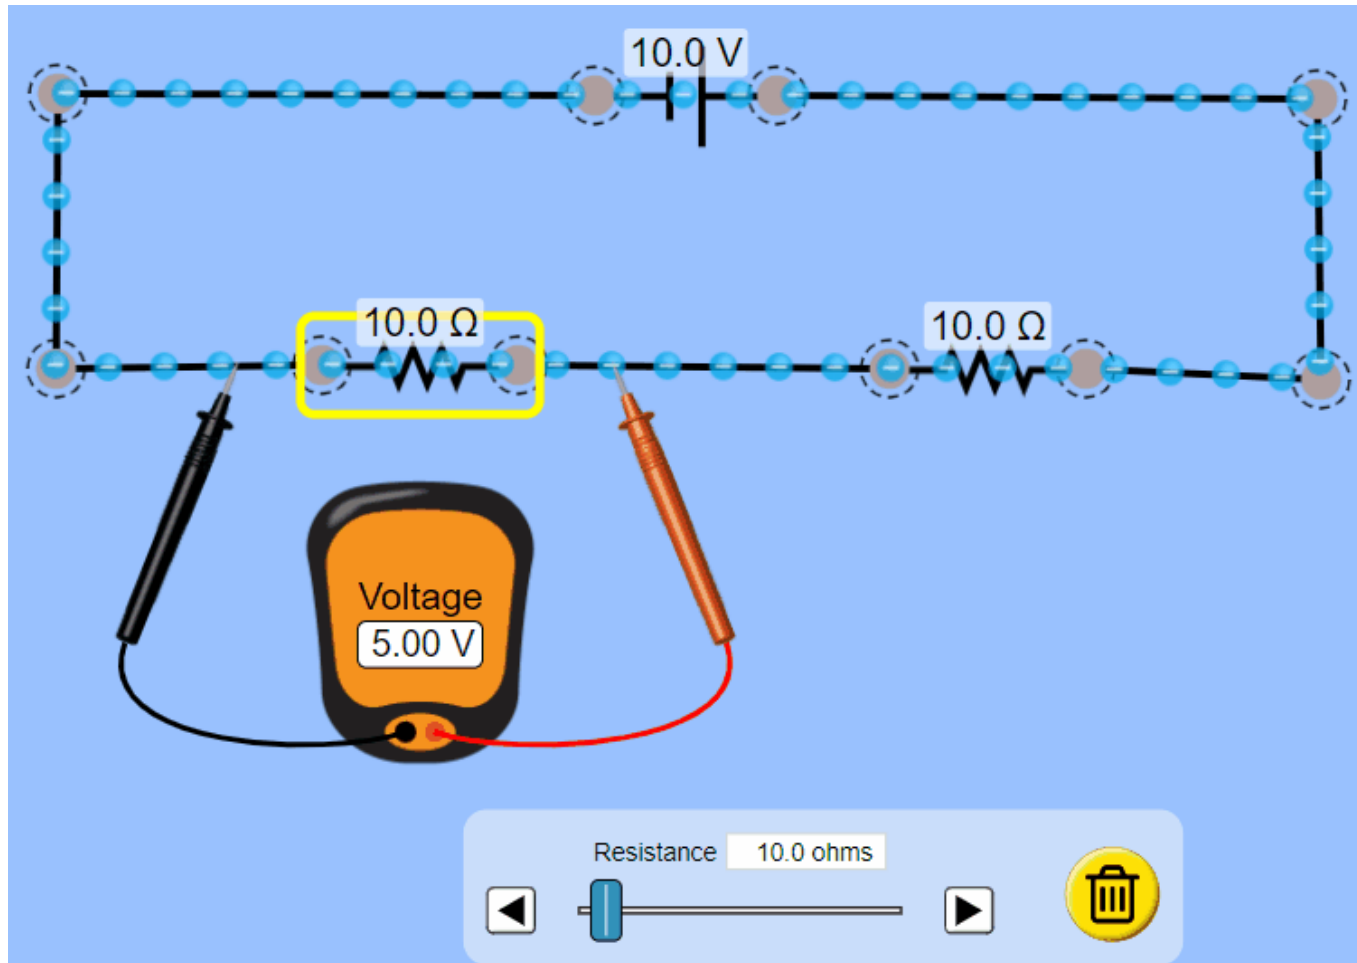 10.0 V
10.0 Ω
10.0 Ω
Voltage
5.00 V
Resistance 10.0 ohms